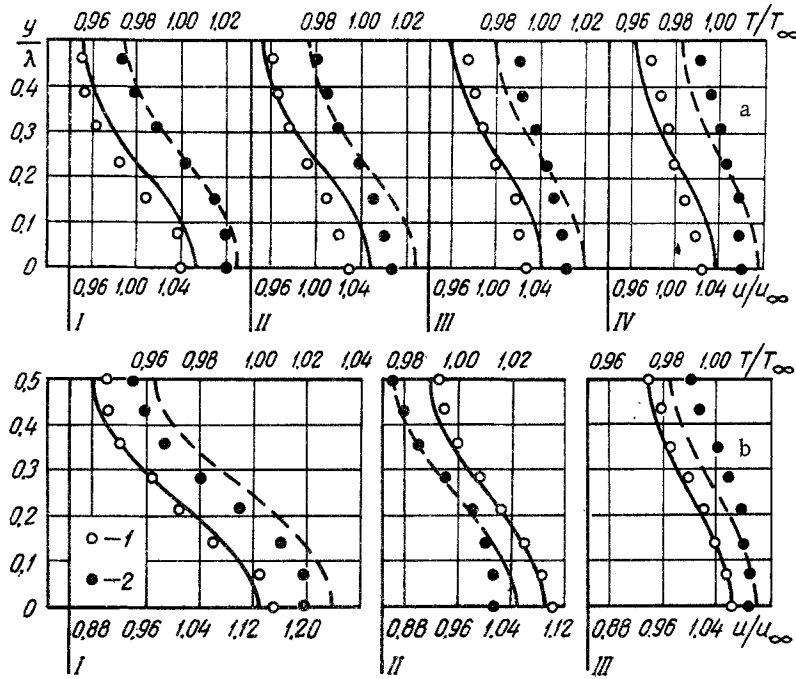 y/λ
0,96 0,98 1,00 1,02
0,98 1,00 1,02
0,98 1,00 1,02
0,96 0,98 1,00 T/T∞
0,4
0,3
0,2
0,1
0
a
0,96 1,00 1,04
0,96 1,00 1,04
0,96 1,00 1,04
0,96 1,00 1,04 u/u∞
I II III IV
0,96 0,98 1,00 1,02 1,04
0,98 1,00 1,02
0,96 0,98 1,00 T/T∞
0,5
0,4
0,3
0,2
0,1
0
b
○–1
●–2
0,88 0,96 1,04 1,12 1,20
0,88 0,96 1,04 1,12
0,88 0,96 1,04 u/u∞
I II III